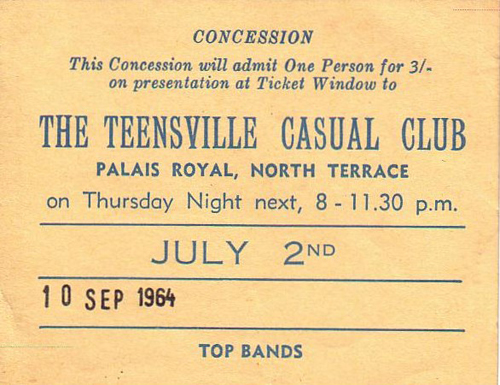 CONCESSION
This Concession will admit One Person for 3/-
on presentation at Ticket Window to
THE TEENSVILLE CASUAL CLUB
PALAIS ROYAL, NORTH TERRACE
on Thursday Night next, 8 - 11.30 p.m.
JULY 2ND
10 SEP 1964
TOP BANDS